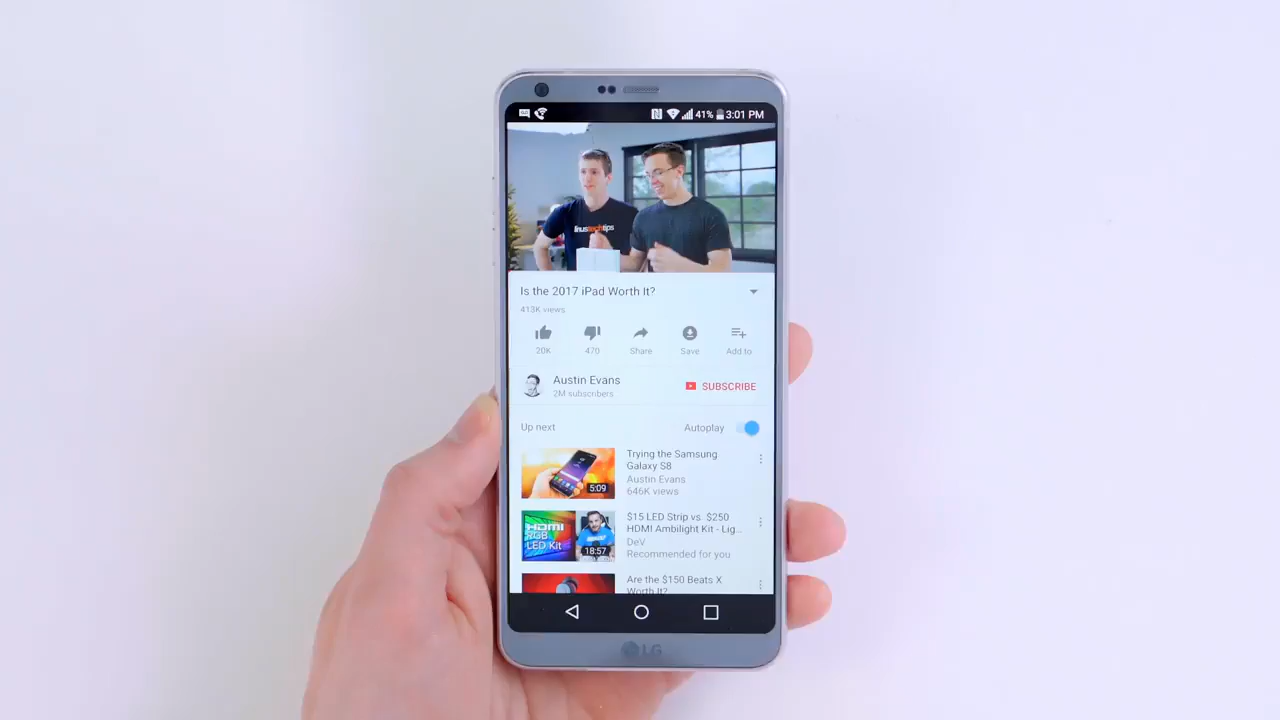 41% 3:01 PM
linustechtips
Is the 2017 iPad Worth It?
413K views
20K 470 Share Save Add to
Austin Evans
2M subscribers
SUBSCRIBE
Up next Autoplay
Trying the Samsung
Galaxy S8
Austin Evans
646K views
5:09
$15 LED Strip vs. $250
HDMI Ambilight Kit - Lig...
DeV
Recommended for you
HDMI
RGB
LED Kit
18:57
Are the $150 Beats X
Worth It?
LG